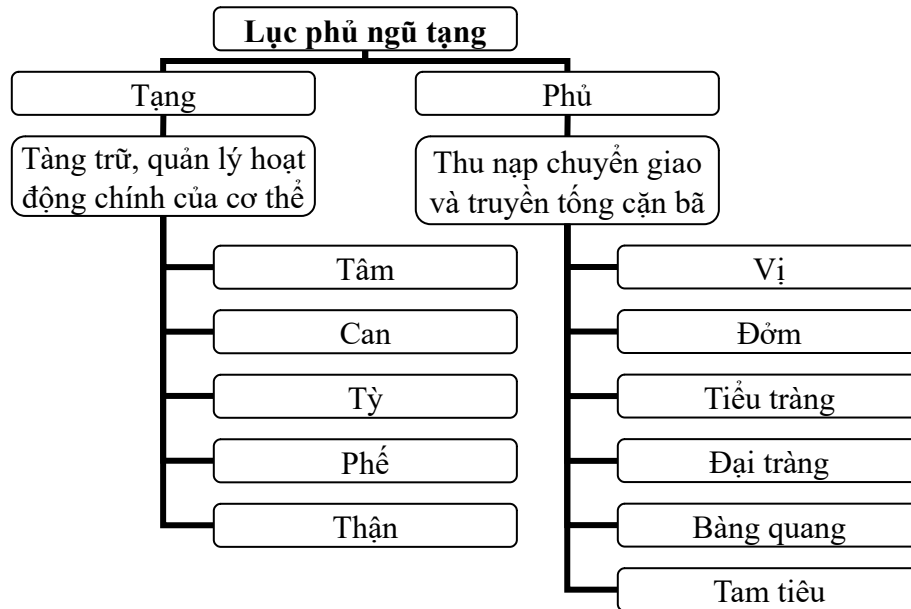 Lục phủ ngũ tạng
Tạng
Tàng trữ, quản lý hoạt
động chính của cơ thể
Tâm
Can
Tỳ
Phế
Thận
Phủ
Thu nạp chuyển giao
và truyền tống cặn bã
Vị
Đởm
Tiểu tràng
Đại tràng
Bàng quang
Tam tiêu